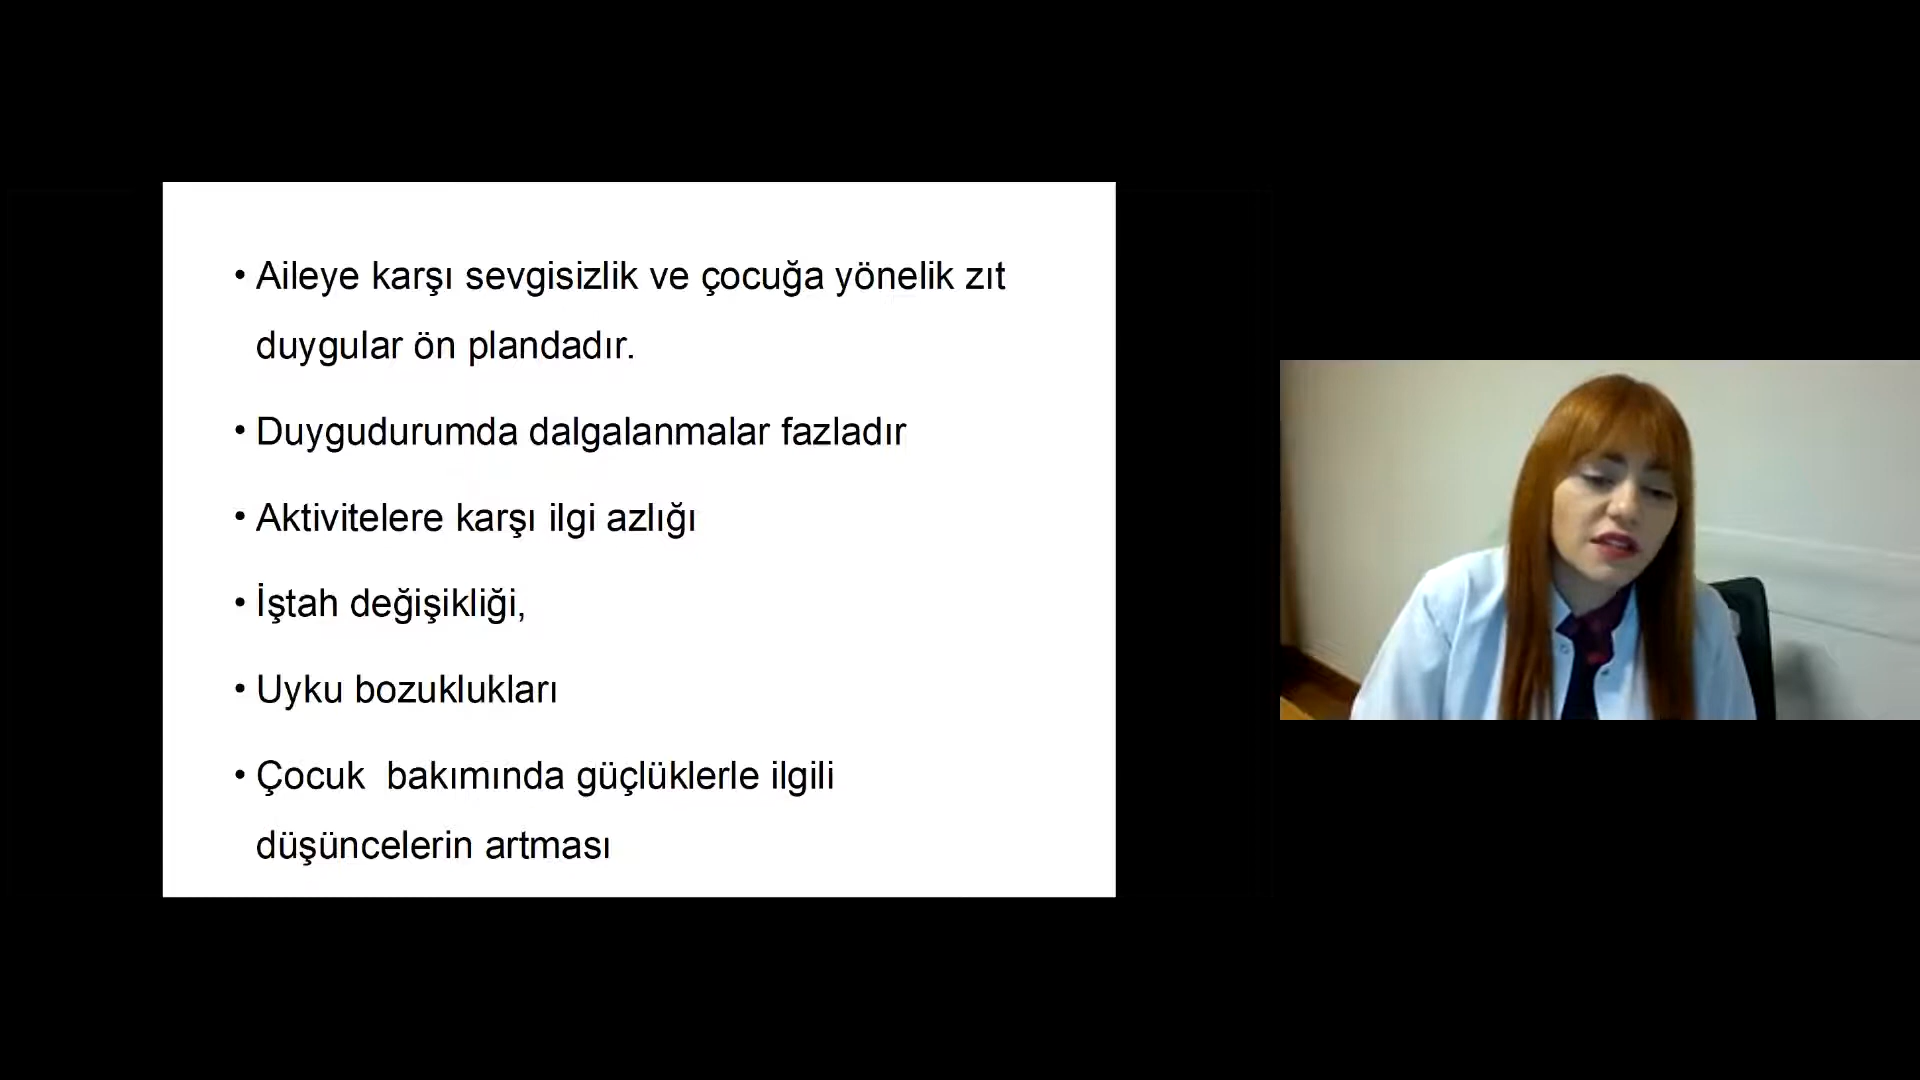 • Aileye karşı sevgisizlik ve çocuğa yönelik zıt
duygular ön plandadır.
• Duygudurumda dalgalanmalar fazladır
• Aktivitelere karşı ilgi azlığı
• İştah değişikliği,
• Uyku bozuklukları
• Çocuk  bakımında güçlüklerle ilgili
düşüncelerin artması